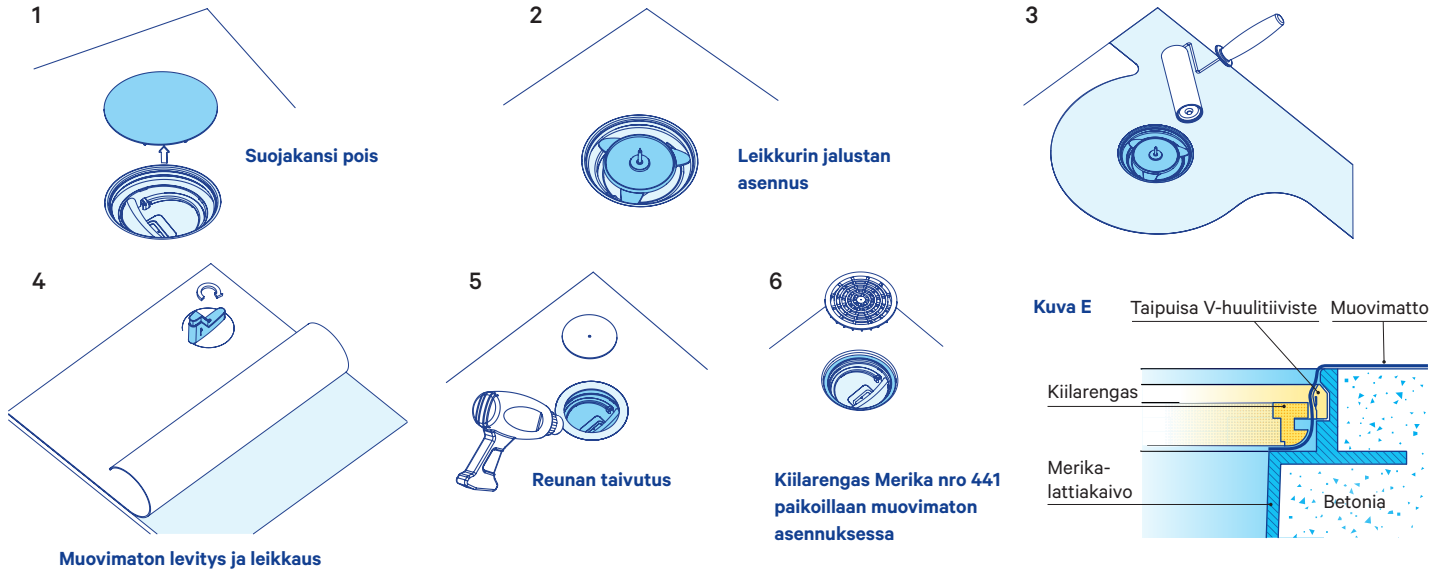 1
Suojakansi pois
2
Leikkurin jalustan
asennus
3
4
Muovimaton levitys ja leikkaus
5
Reunan taivutus
6
Kiilarengas Merika nro 441
paikoillaan muovimaton
asennuksessa
Kuva E
Taipuisa V-huulitiiviste
Muovimatto
Kiilarengas
Merika-
lattiakaivo
Betonia